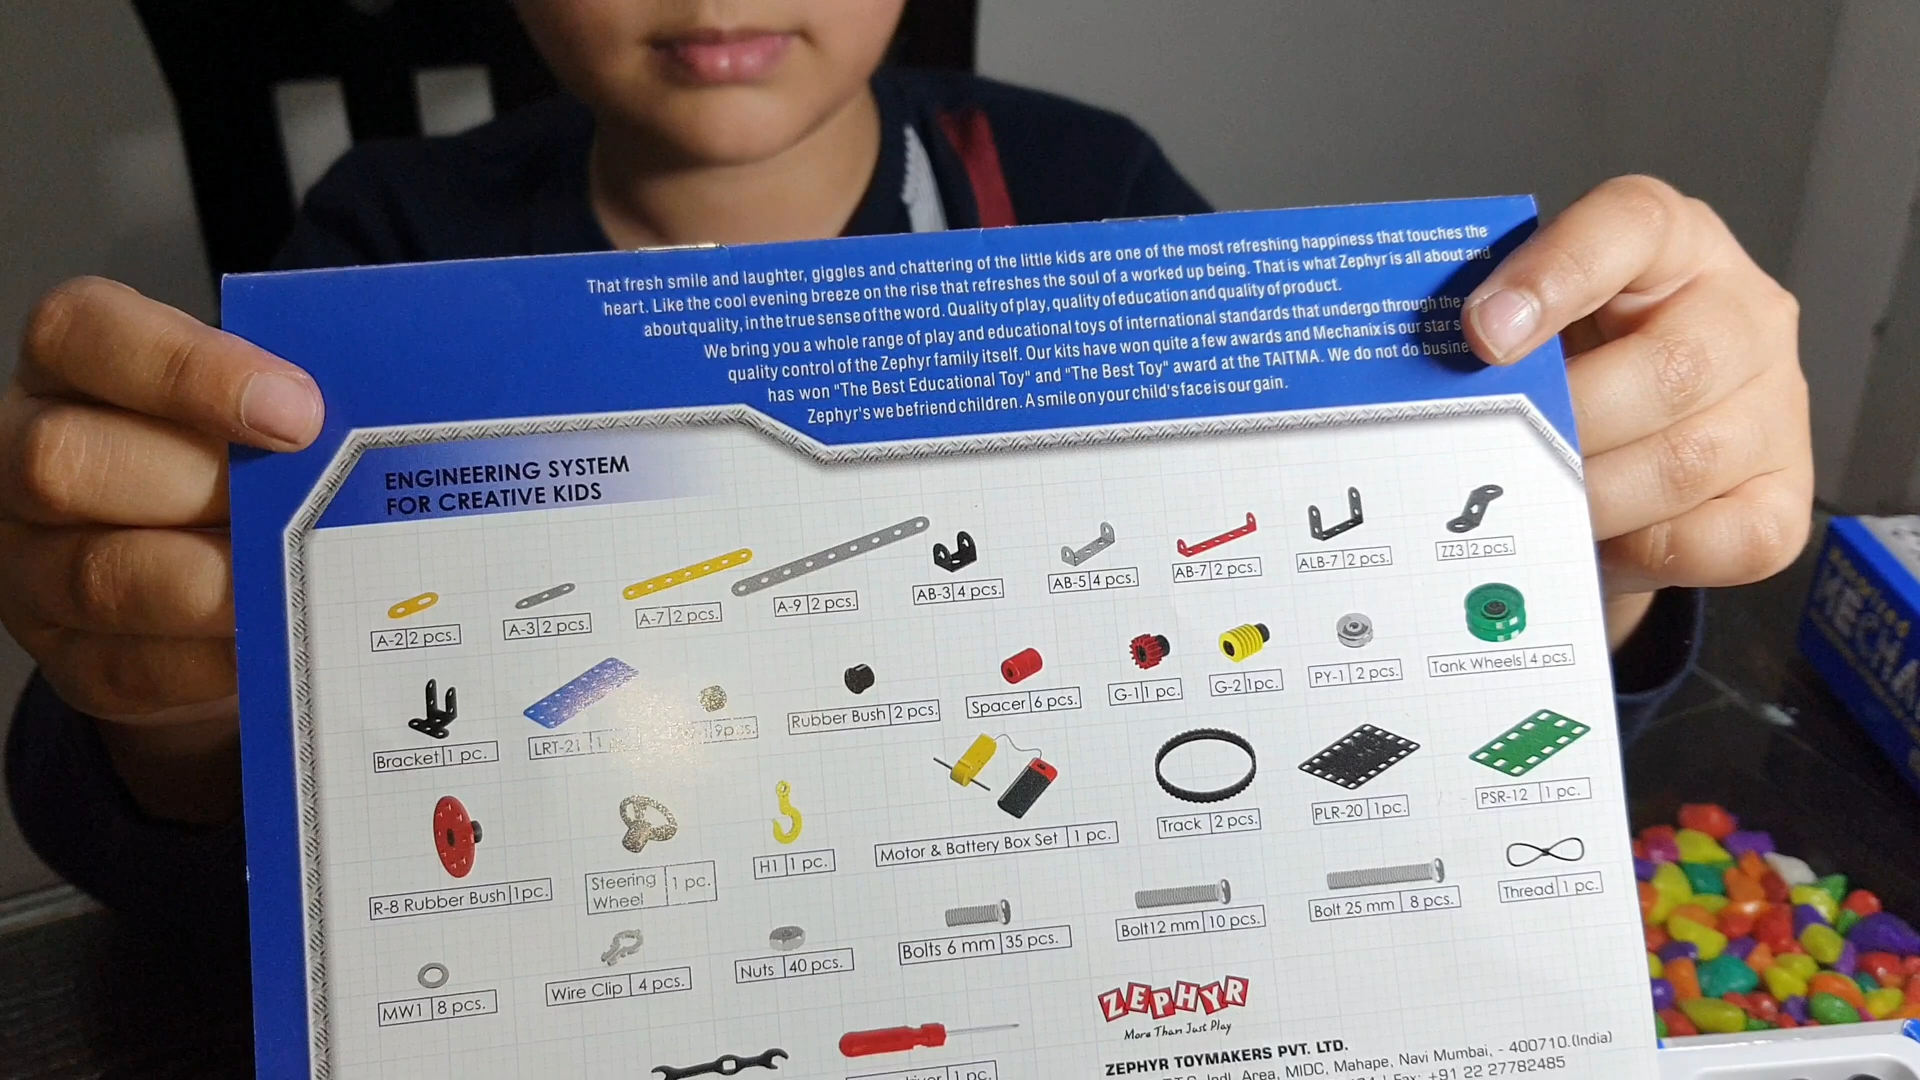 That fresh smile and laughter, giggles and chattering of the little kids are one of the most refreshing happiness that touches the
heart. Like the cool evening breeze on the rise that refreshes the soul of a worked up being. That is what Zephyr is all about and
about quality, in the true sense of the word. Quality of play, quality of education and quality of product.
We bring you a whole range of play and educational toys of international standards that undergo through the
quality control of the Zephyr family itself. Our kits have won quite a few awards and Mechanix is our star
has won "The Best Educational Toy" and "The Best Toy" award at the TAITMA. We do not do
Zephyr's we befriend children. A smile on your child's face is our gain.
ENGINEERING SYSTEM
FOR CREATIVE KIDS
A-2 2 pcs.
A-3 2 pcs.
A-7 2 pcs.
A-9 2 pcs.
AB-3 4 pcs.
AB-5 4 pcs.
AB-7 2 pcs.
ALB-7 2 pcs.
ZZ3 2 pcs.
Bracket 1 pc.
LRT-21 1
9pcs.
Rubber Bush 2 pcs.
Spacer 6 pcs.
G-1 1 pc.
G-2 1pc.
PY-1 2 pcs.
Tank Wheels 4 pcs.
R-8 Rubber Bush 1pc.
Steering
Wheel 1 pc.
H1 1 pc.
Motor & Battery Box Set 1 pc.
Track 2 pcs.
PLR-20 1pc.
PSR-12 1 pc.
MW1 8 pcs.
Wire Clip 4 pcs.
Nuts 40 pcs.
Bolts 6 mm 35 pcs.
Bolt12 mm 10 pcs.
Bolt 25 mm 8 pcs.
Thread 1 pc.
1 pc.
ZEPHYR
More Than Just Play
ZEPHYR TOYMAKERS PVT. LTD.
Indl. Area, MIDC, Mahape, Navi Mumbai, - 400710.(India)
Fax: +91 22 27782485